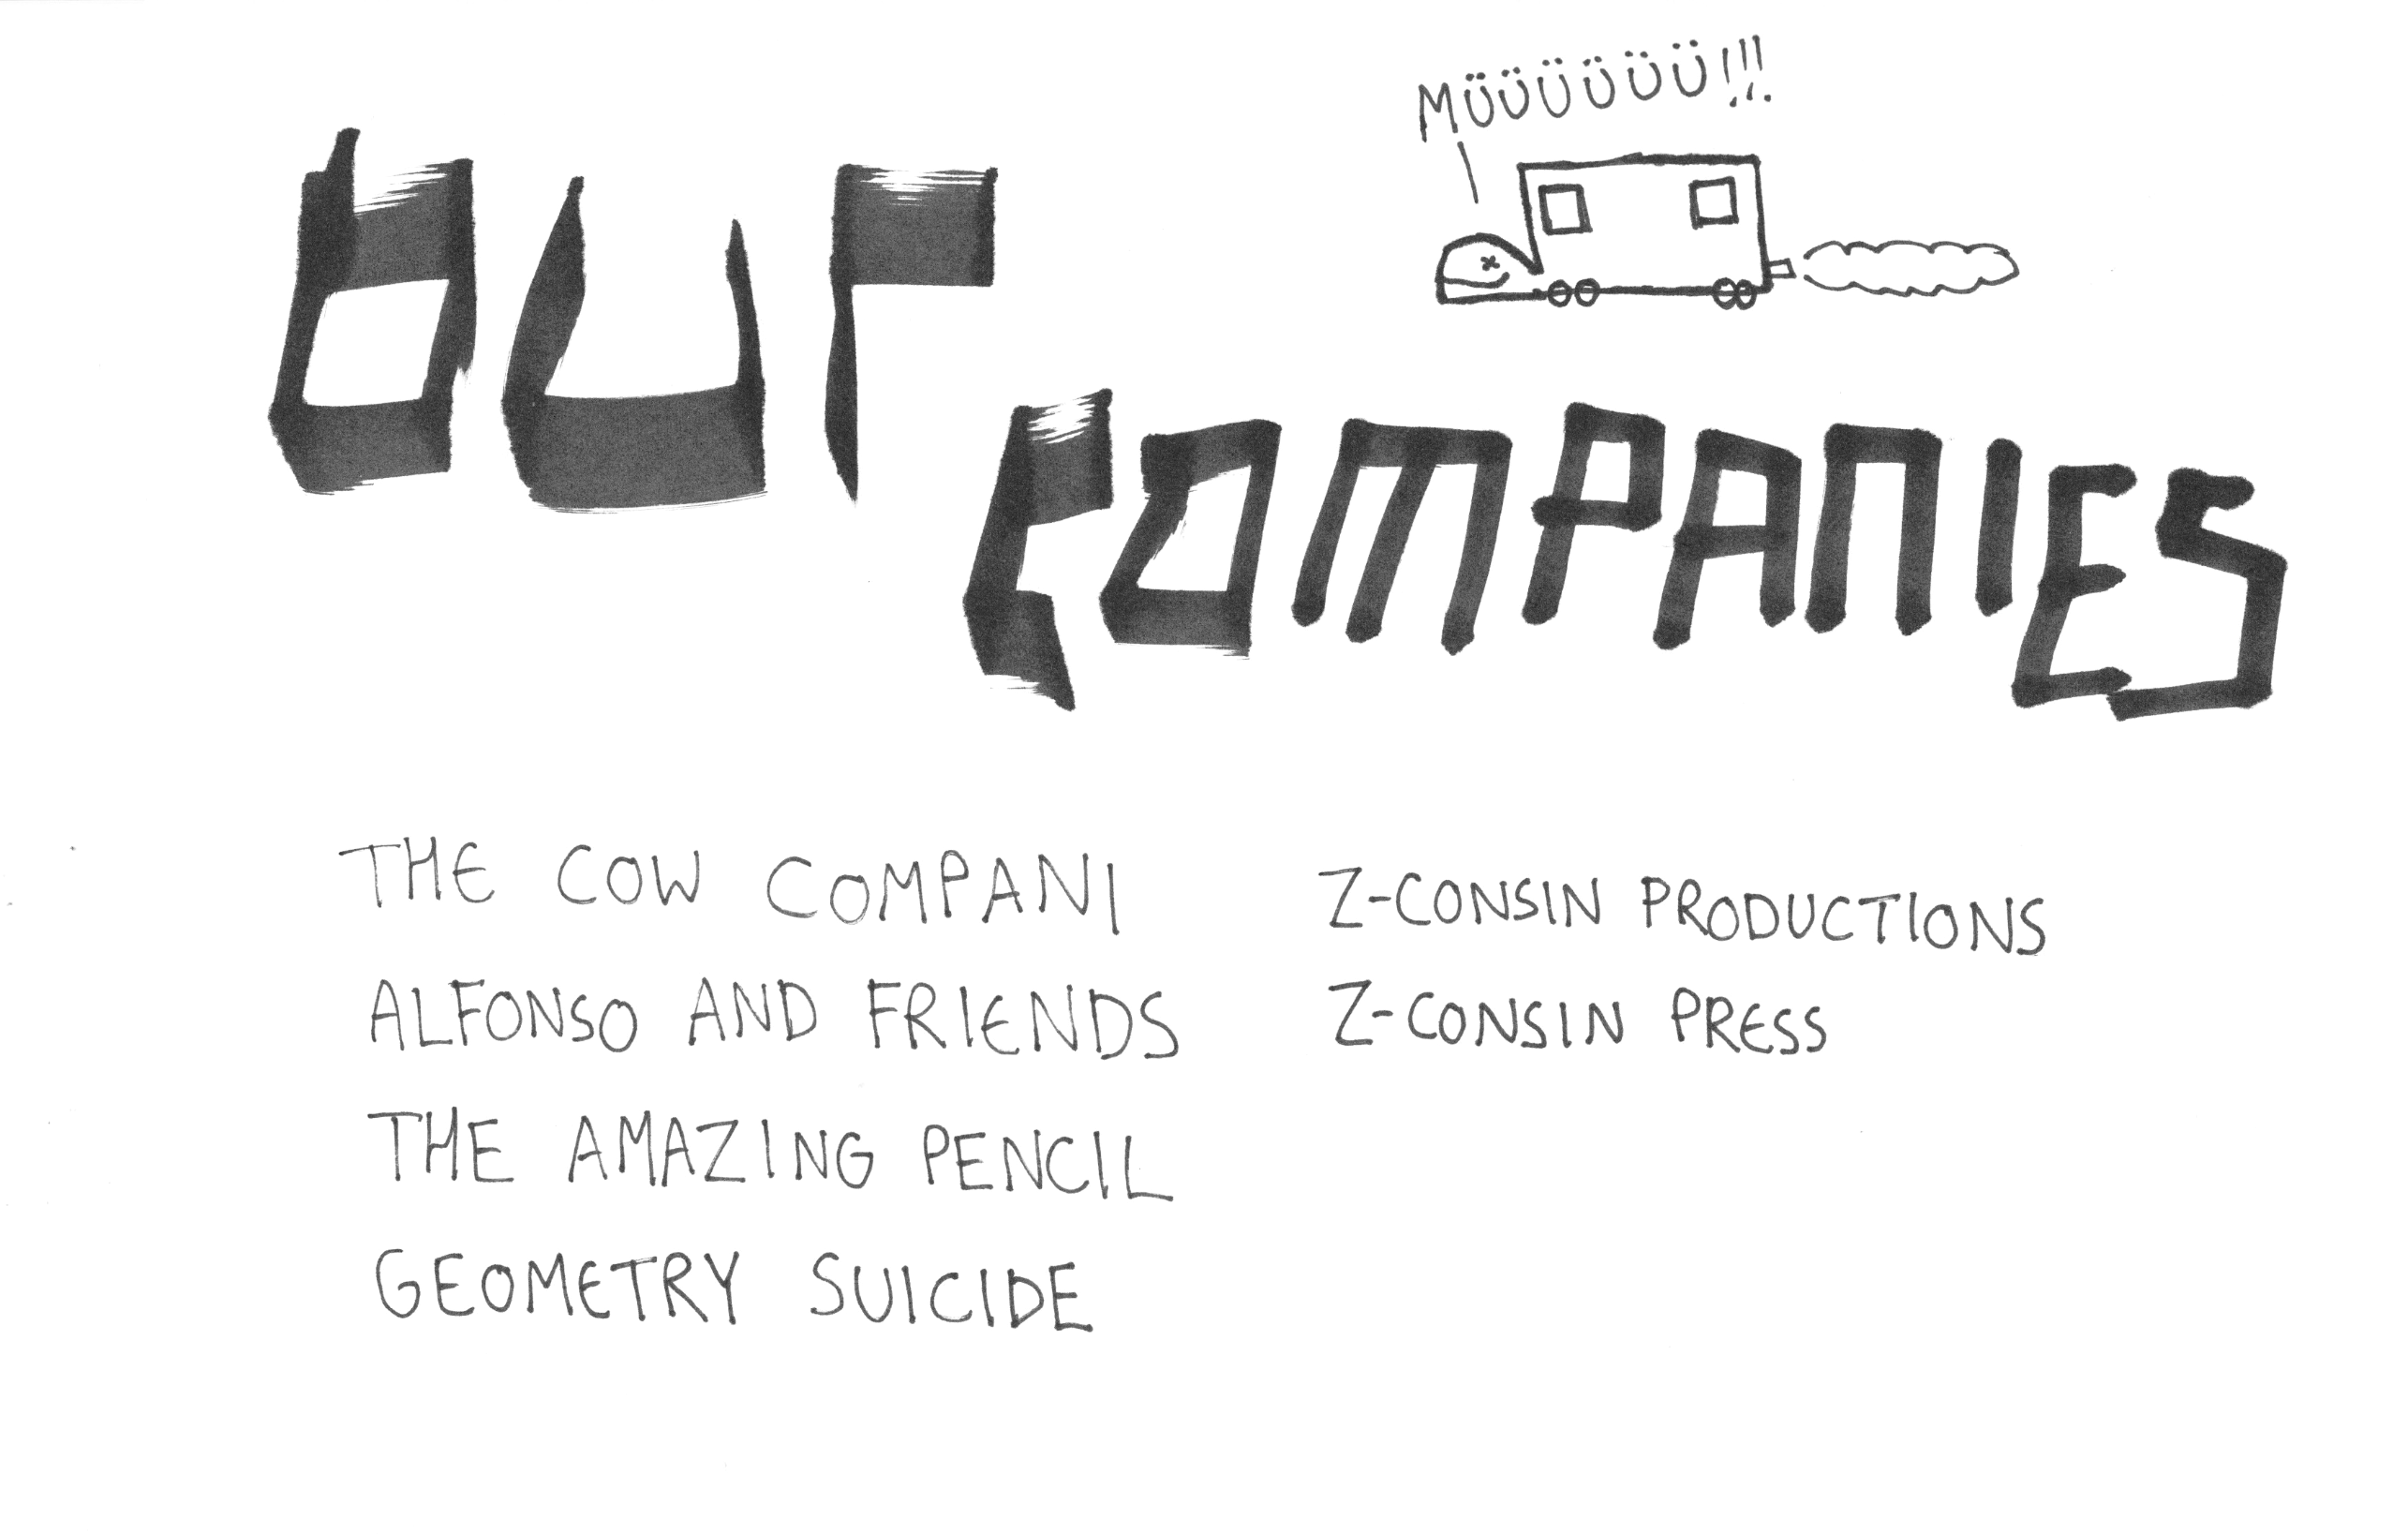 MÜÜÜÜÜÜ!!!
OUR
COMPANIES
THE COW COMPANI
ALFONSO AND FRIENDS
THE AMAZING PENCIL
GEOMETRY SUICIDE
Z-CONSIN PRODUCTIONS
Z-CONSIN PRESS